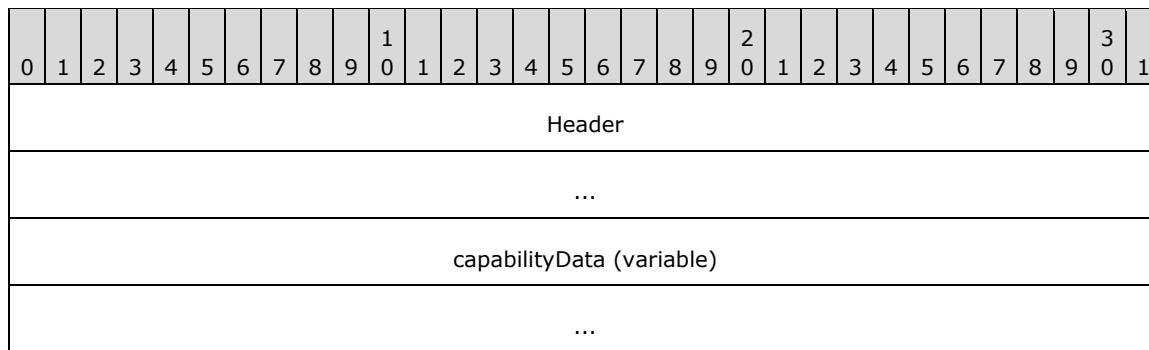 1 2 3
0 1 2 3 4 5 6 7 8 9 0 1 2 3 4 5 6 7 8 9 0 1 2 3 4 5 6 7 8 9 0 1
Header
...
capabilityData (variable)
...